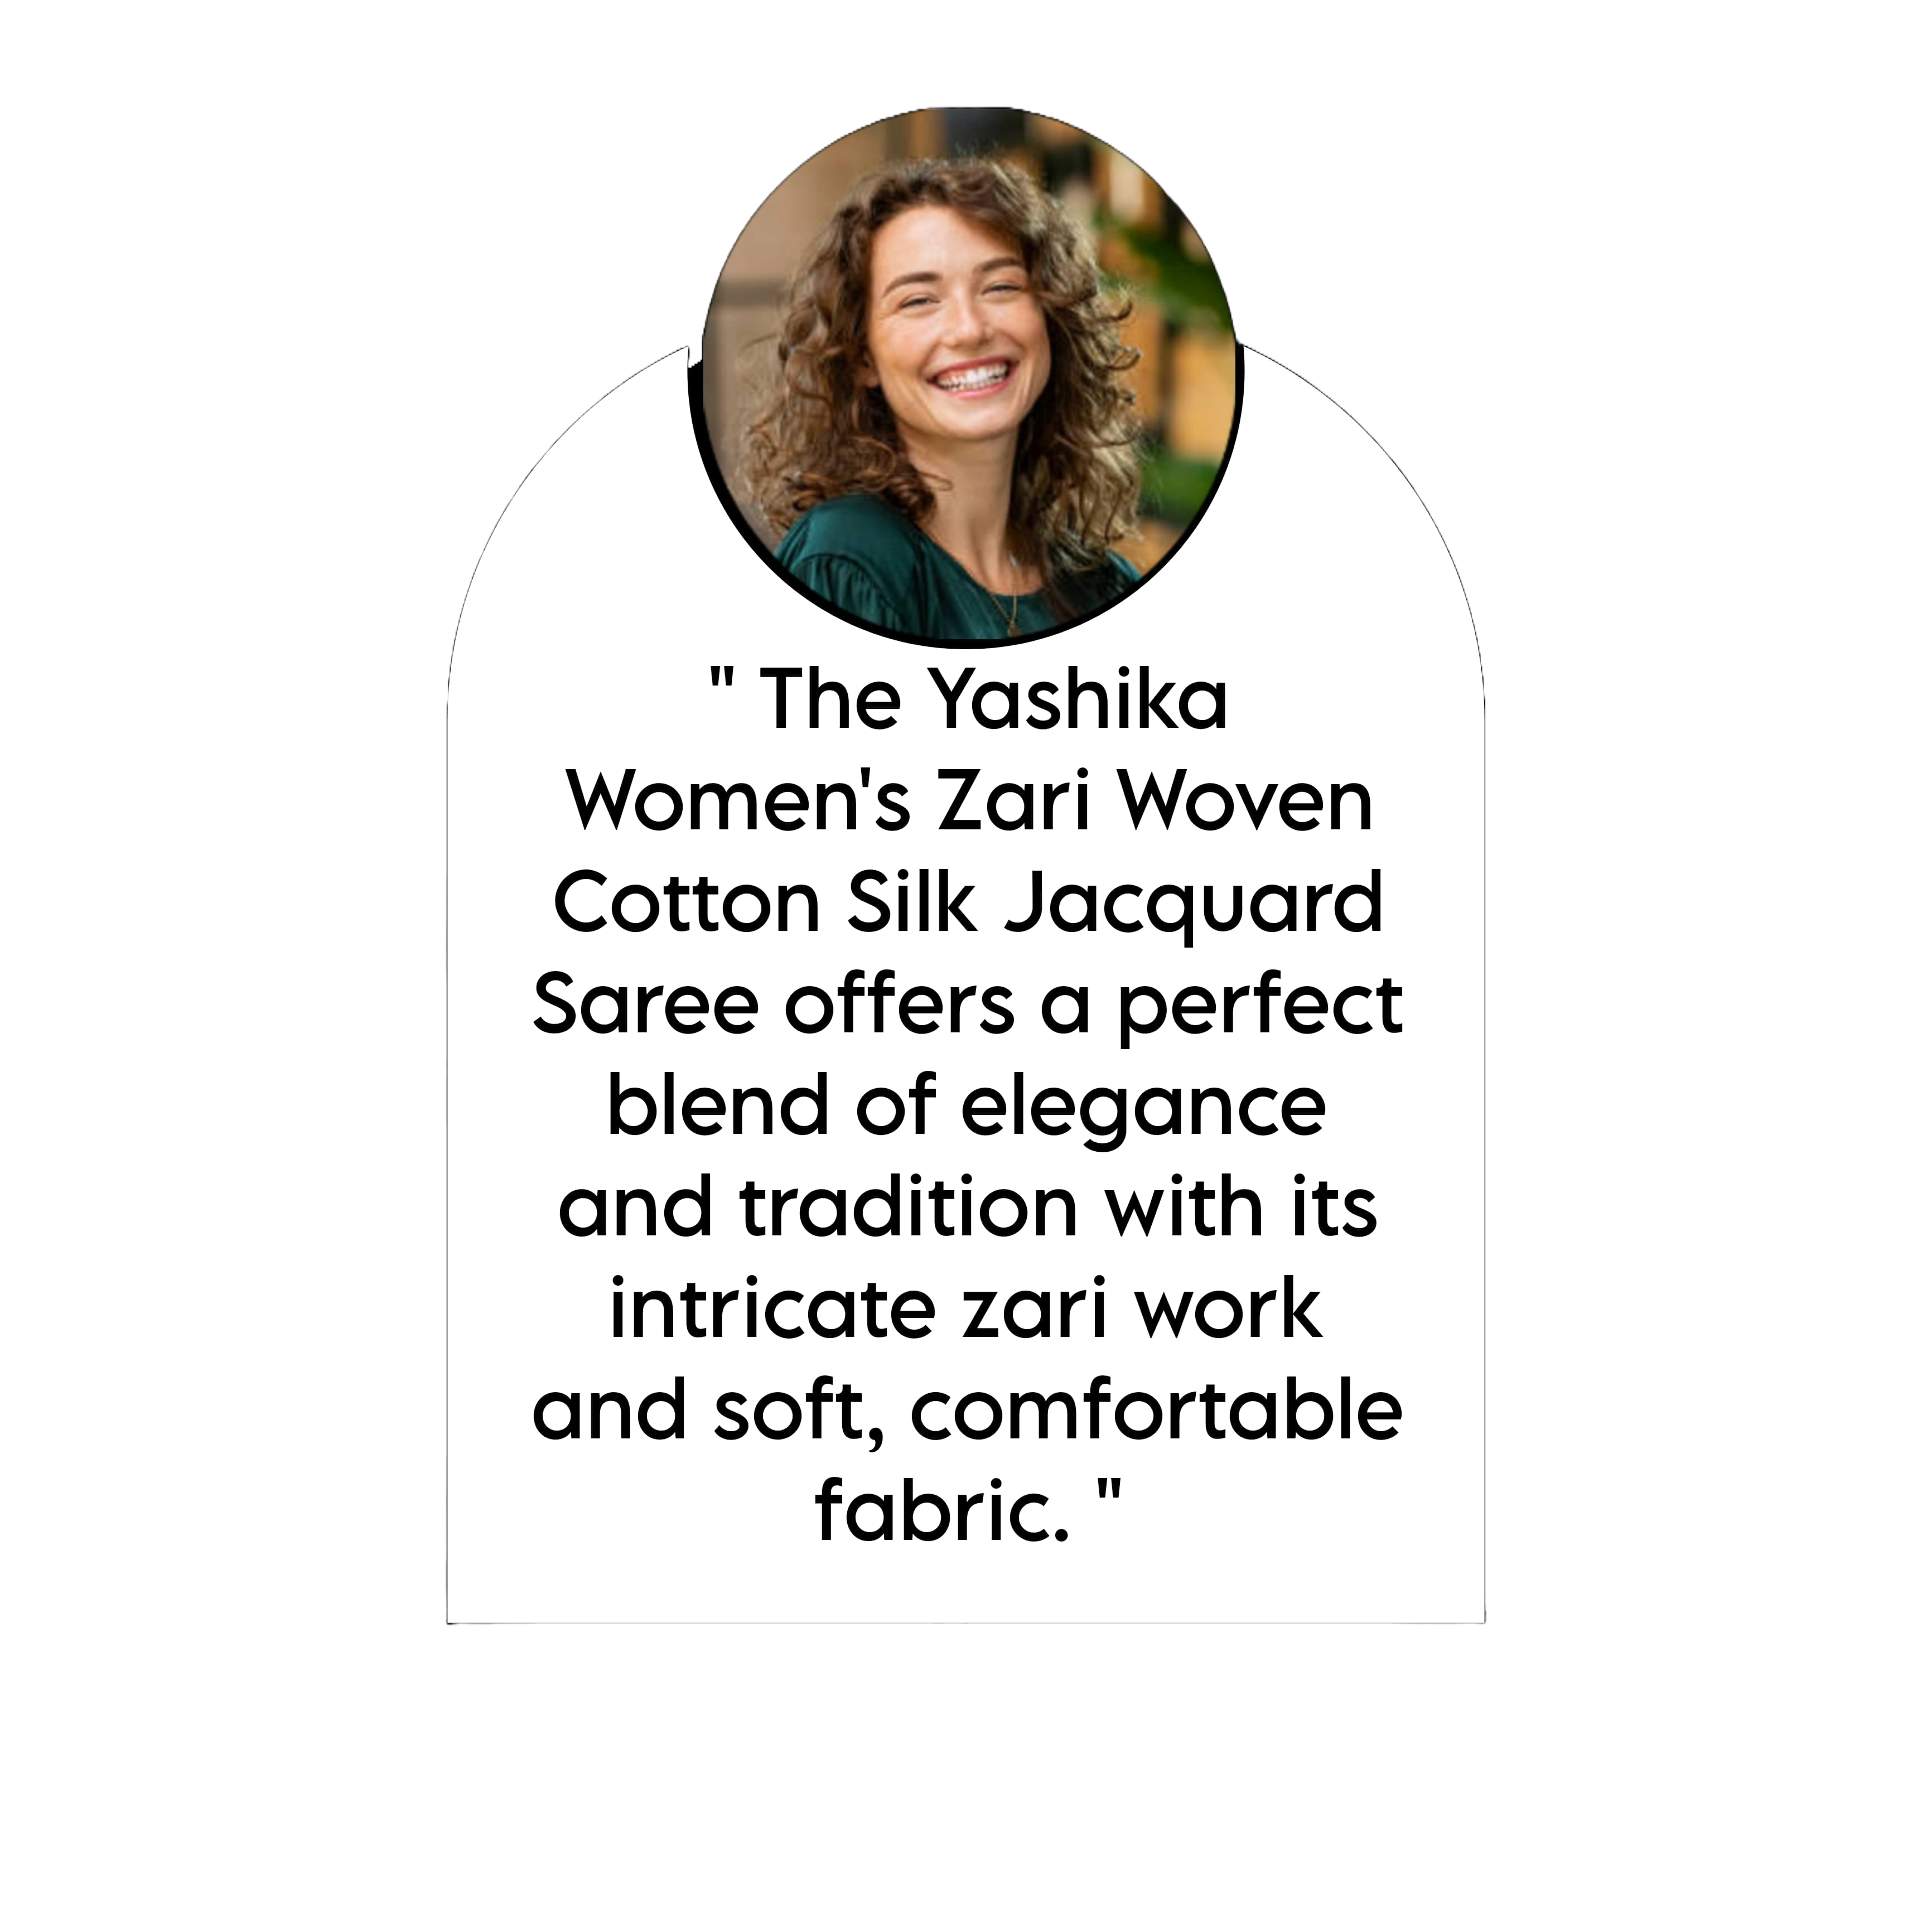 " The Yashika
Women's Zari Woven
Cotton Silk Jacquard
Saree offers a perfect
blend of elegance
and tradition with its
intricate zari work
and soft, comfortable
fabric. "